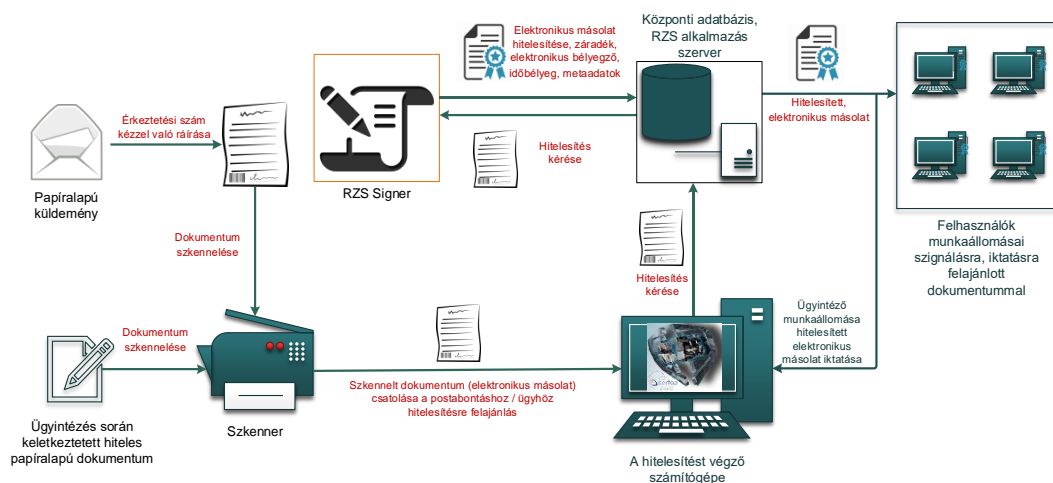 Elektronikus másolat
hitelesítése, záradék,
elektronikus bélyegző,
időbélyeg, metaadatok
Központi adatbázis,
RZS alkalmazás
szerver
Érkeztetési szám
kézzel való ráírása
Hitelesítés
kérése
Hitelesített,
elektronikus másolat
Papíralapú
küldemény
RZS Signer
Felhasználók
munkaállomásai
szignálásra, iktatásra
felajánlott
dokumentummal
Dokumentum
szkennelése
Hitelesítés
kérése
Ügyintéző
munkaállomása
hitelesített
elektronikus
másolat iktatása
Dokumentum
szkennelése
Szkennelt dokumentum (elektronikus másolat)
csatolása a postabontáshoz / ügyhöz
hitelesítésre felajánlás
Ügyintézés során
keletkeztetett hiteles
papíralapú dokumentum
Szkenner
A hitelesítést végző
számítógépe